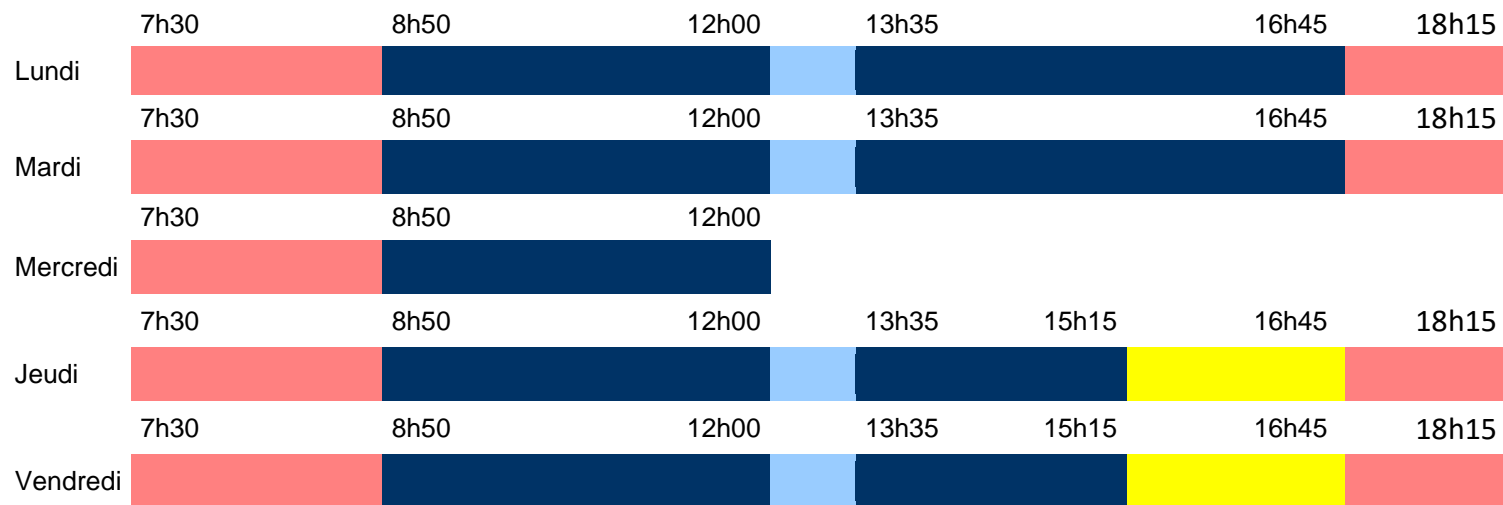 7h30 8h50 12h00 13h35 16h45 18h15
Lundi
7h30 8h50 12h00 13h35 16h45 18h15
Mardi
7h30 8h50 12h00
Mercredi
7h30 8h50 12h00 13h35 15h15 16h45 18h15
Jeudi
7h30 8h50 12h00 13h35 15h15 16h45 18h15
Vendredi